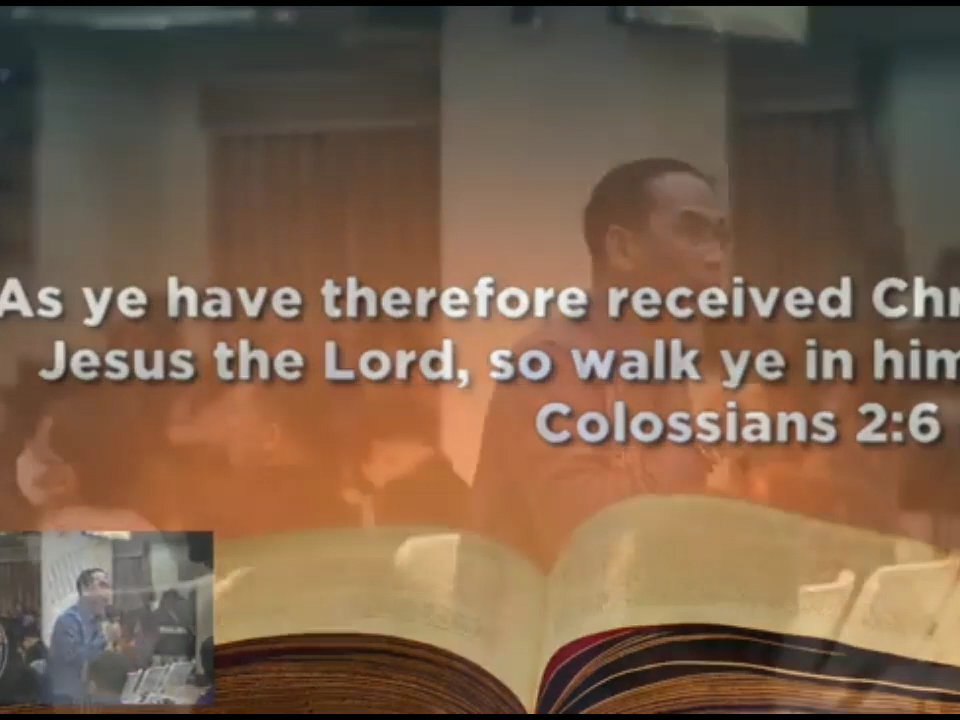 As ye have therefore received Chr
Jesus the Lord, so walk ye in him
Colossians 2:6